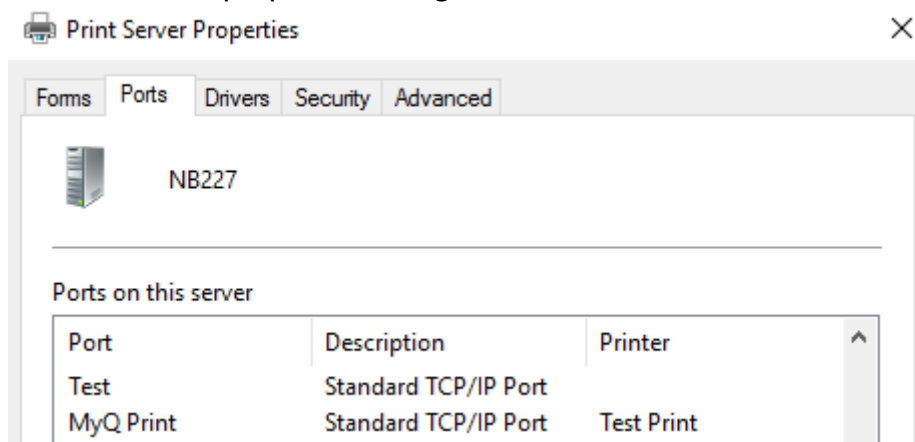 Print Server Properties
Forms Ports Drivers Security Advanced
NB227
Ports on this server
Port Description Printer
Test Standard TCP/IP Port
MyQ Print Standard TCP/IP Port Test Print